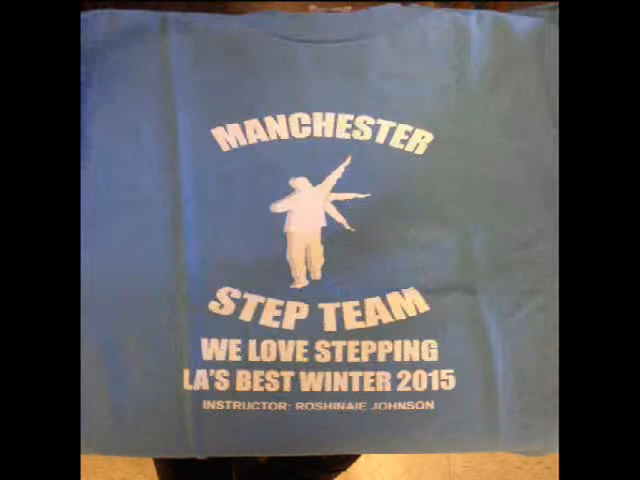 MANCHESTER
STEP TEAM
WE LOVE STEPPING
LA'S BEST WINTER 2015
INSTRUCTOR: ROSHINAIE JOHNSON